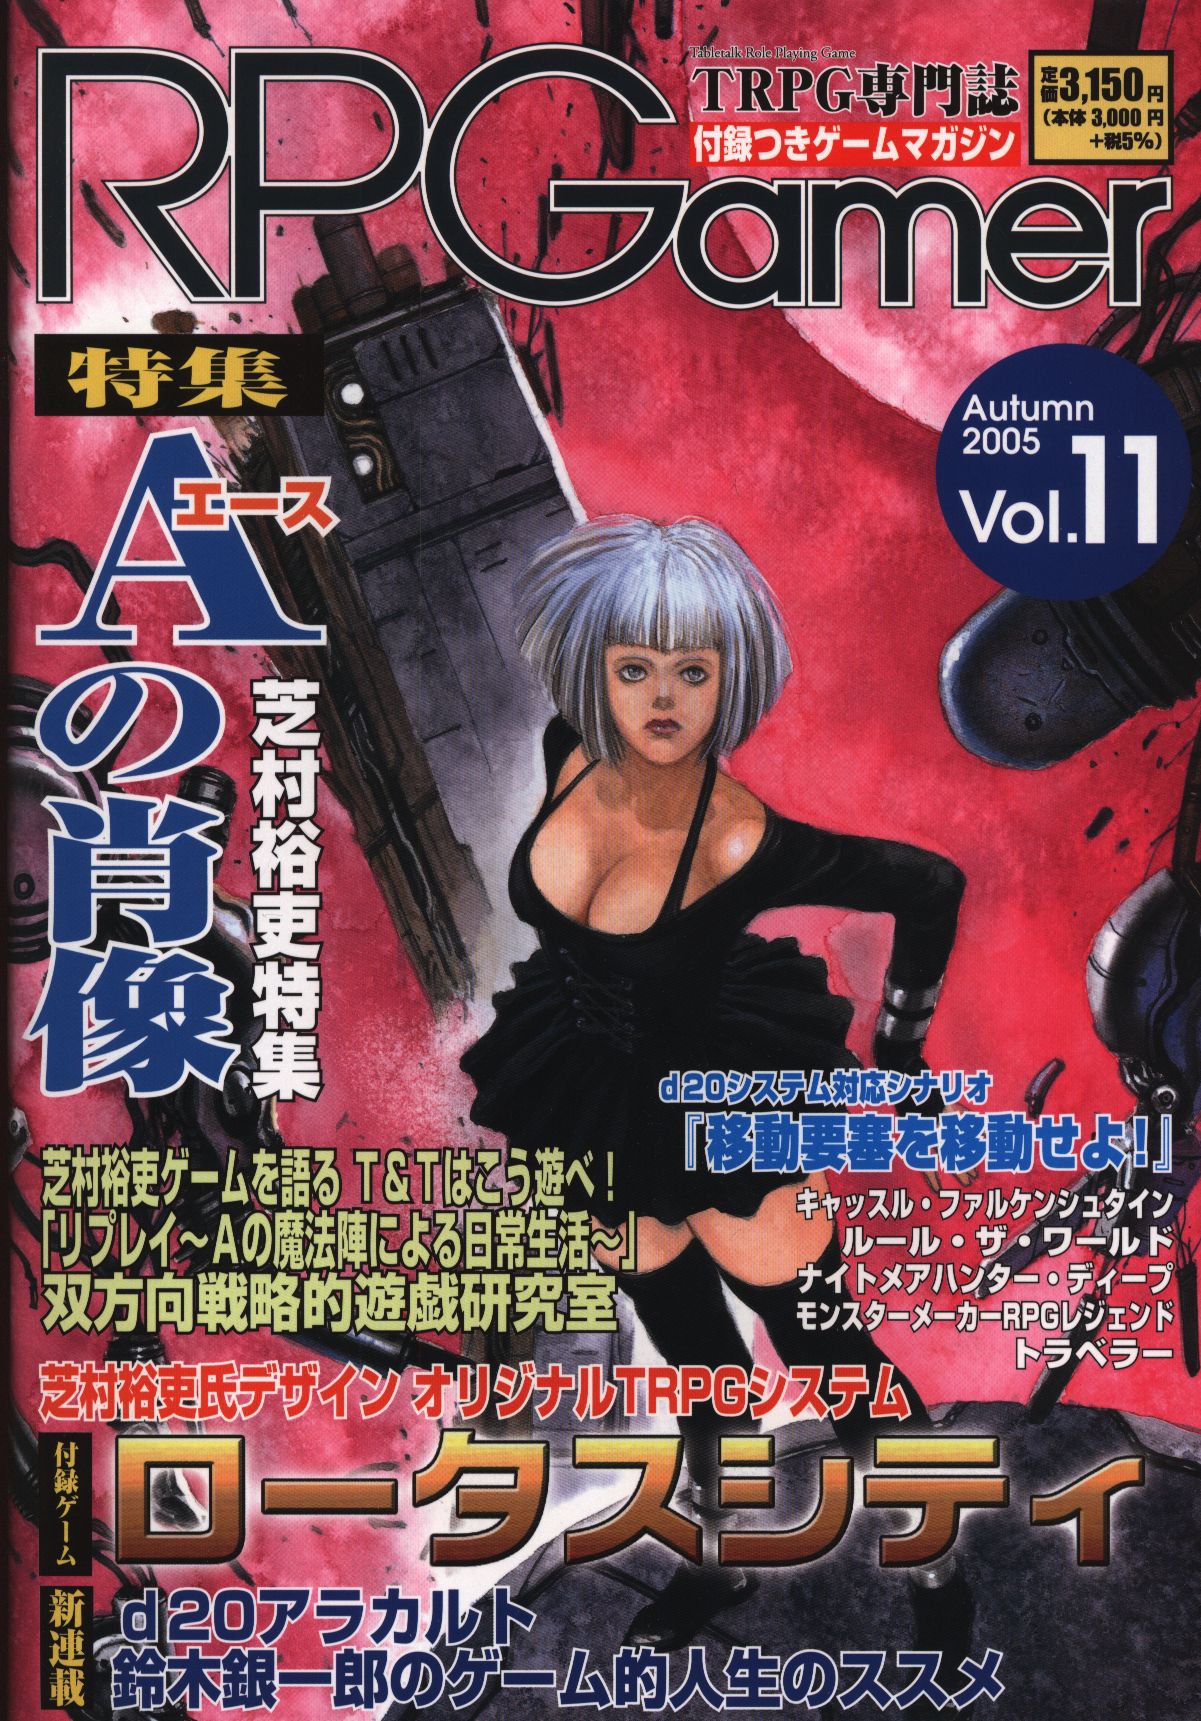 RPGamer
Tabletalk Role Playing Game
TRPG専門誌
付録つきゲームマガジン
定価3,150円
(本体 3,000 円
+税5%)
Autumn
2005
Vol.11
特集
Aの肖像
エース
芝村裕吏特集
d20システム対応シナリオ
『移動要塞を移動せよ!』
キャッスル・ファルケンシュタイン
ルール・ザ・ワールド
ナイトメアハンター・ディープ
モンスターメーカーRPGレジェンド
トラベラー
芝村裕吏ゲームを語る T&Tはこう遊べ!
「リプレイ～Aの魔法陣による日常生活～」
双方向戦略的遊戯研究室
芝村裕吏氏デザイン オリジナルTRPGシステム
付録ゲーム
ロータスシティ
新連載
d20アラカルト
鈴木銀一郎のゲーム的人生のススメ